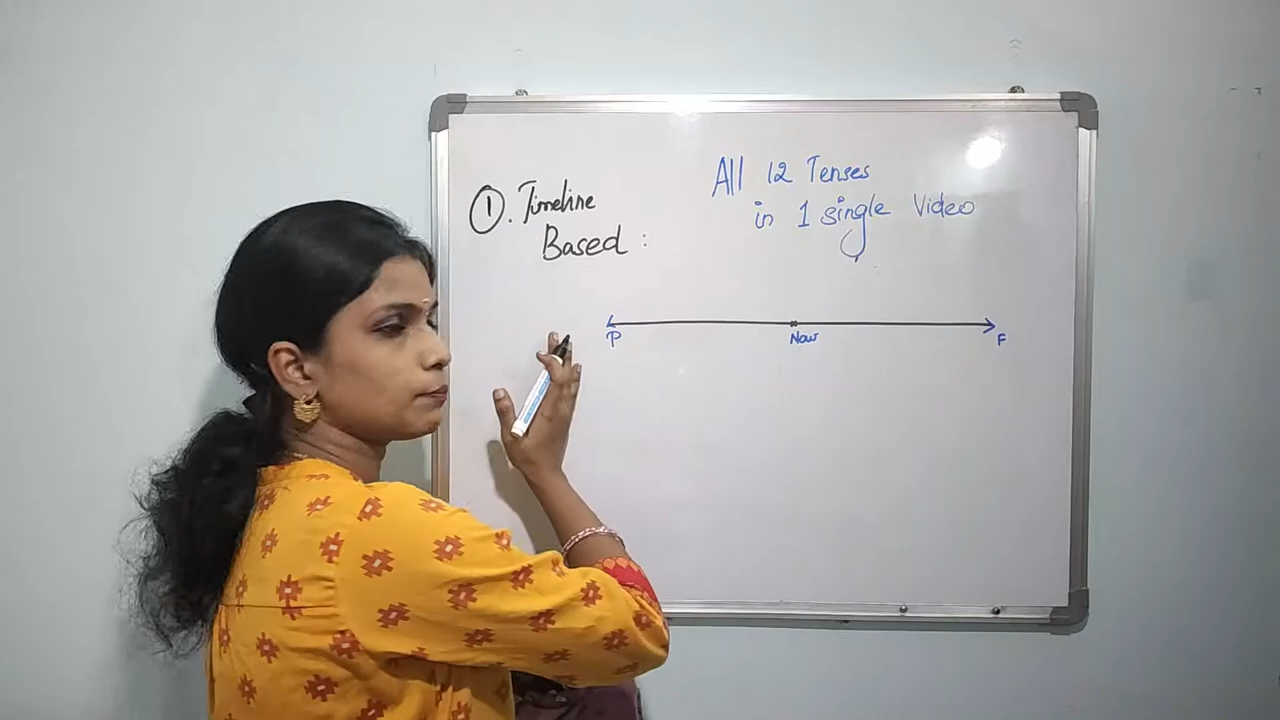 All 12 Tenses
in 1 single Video
1. Timeline
Based :
P Now F